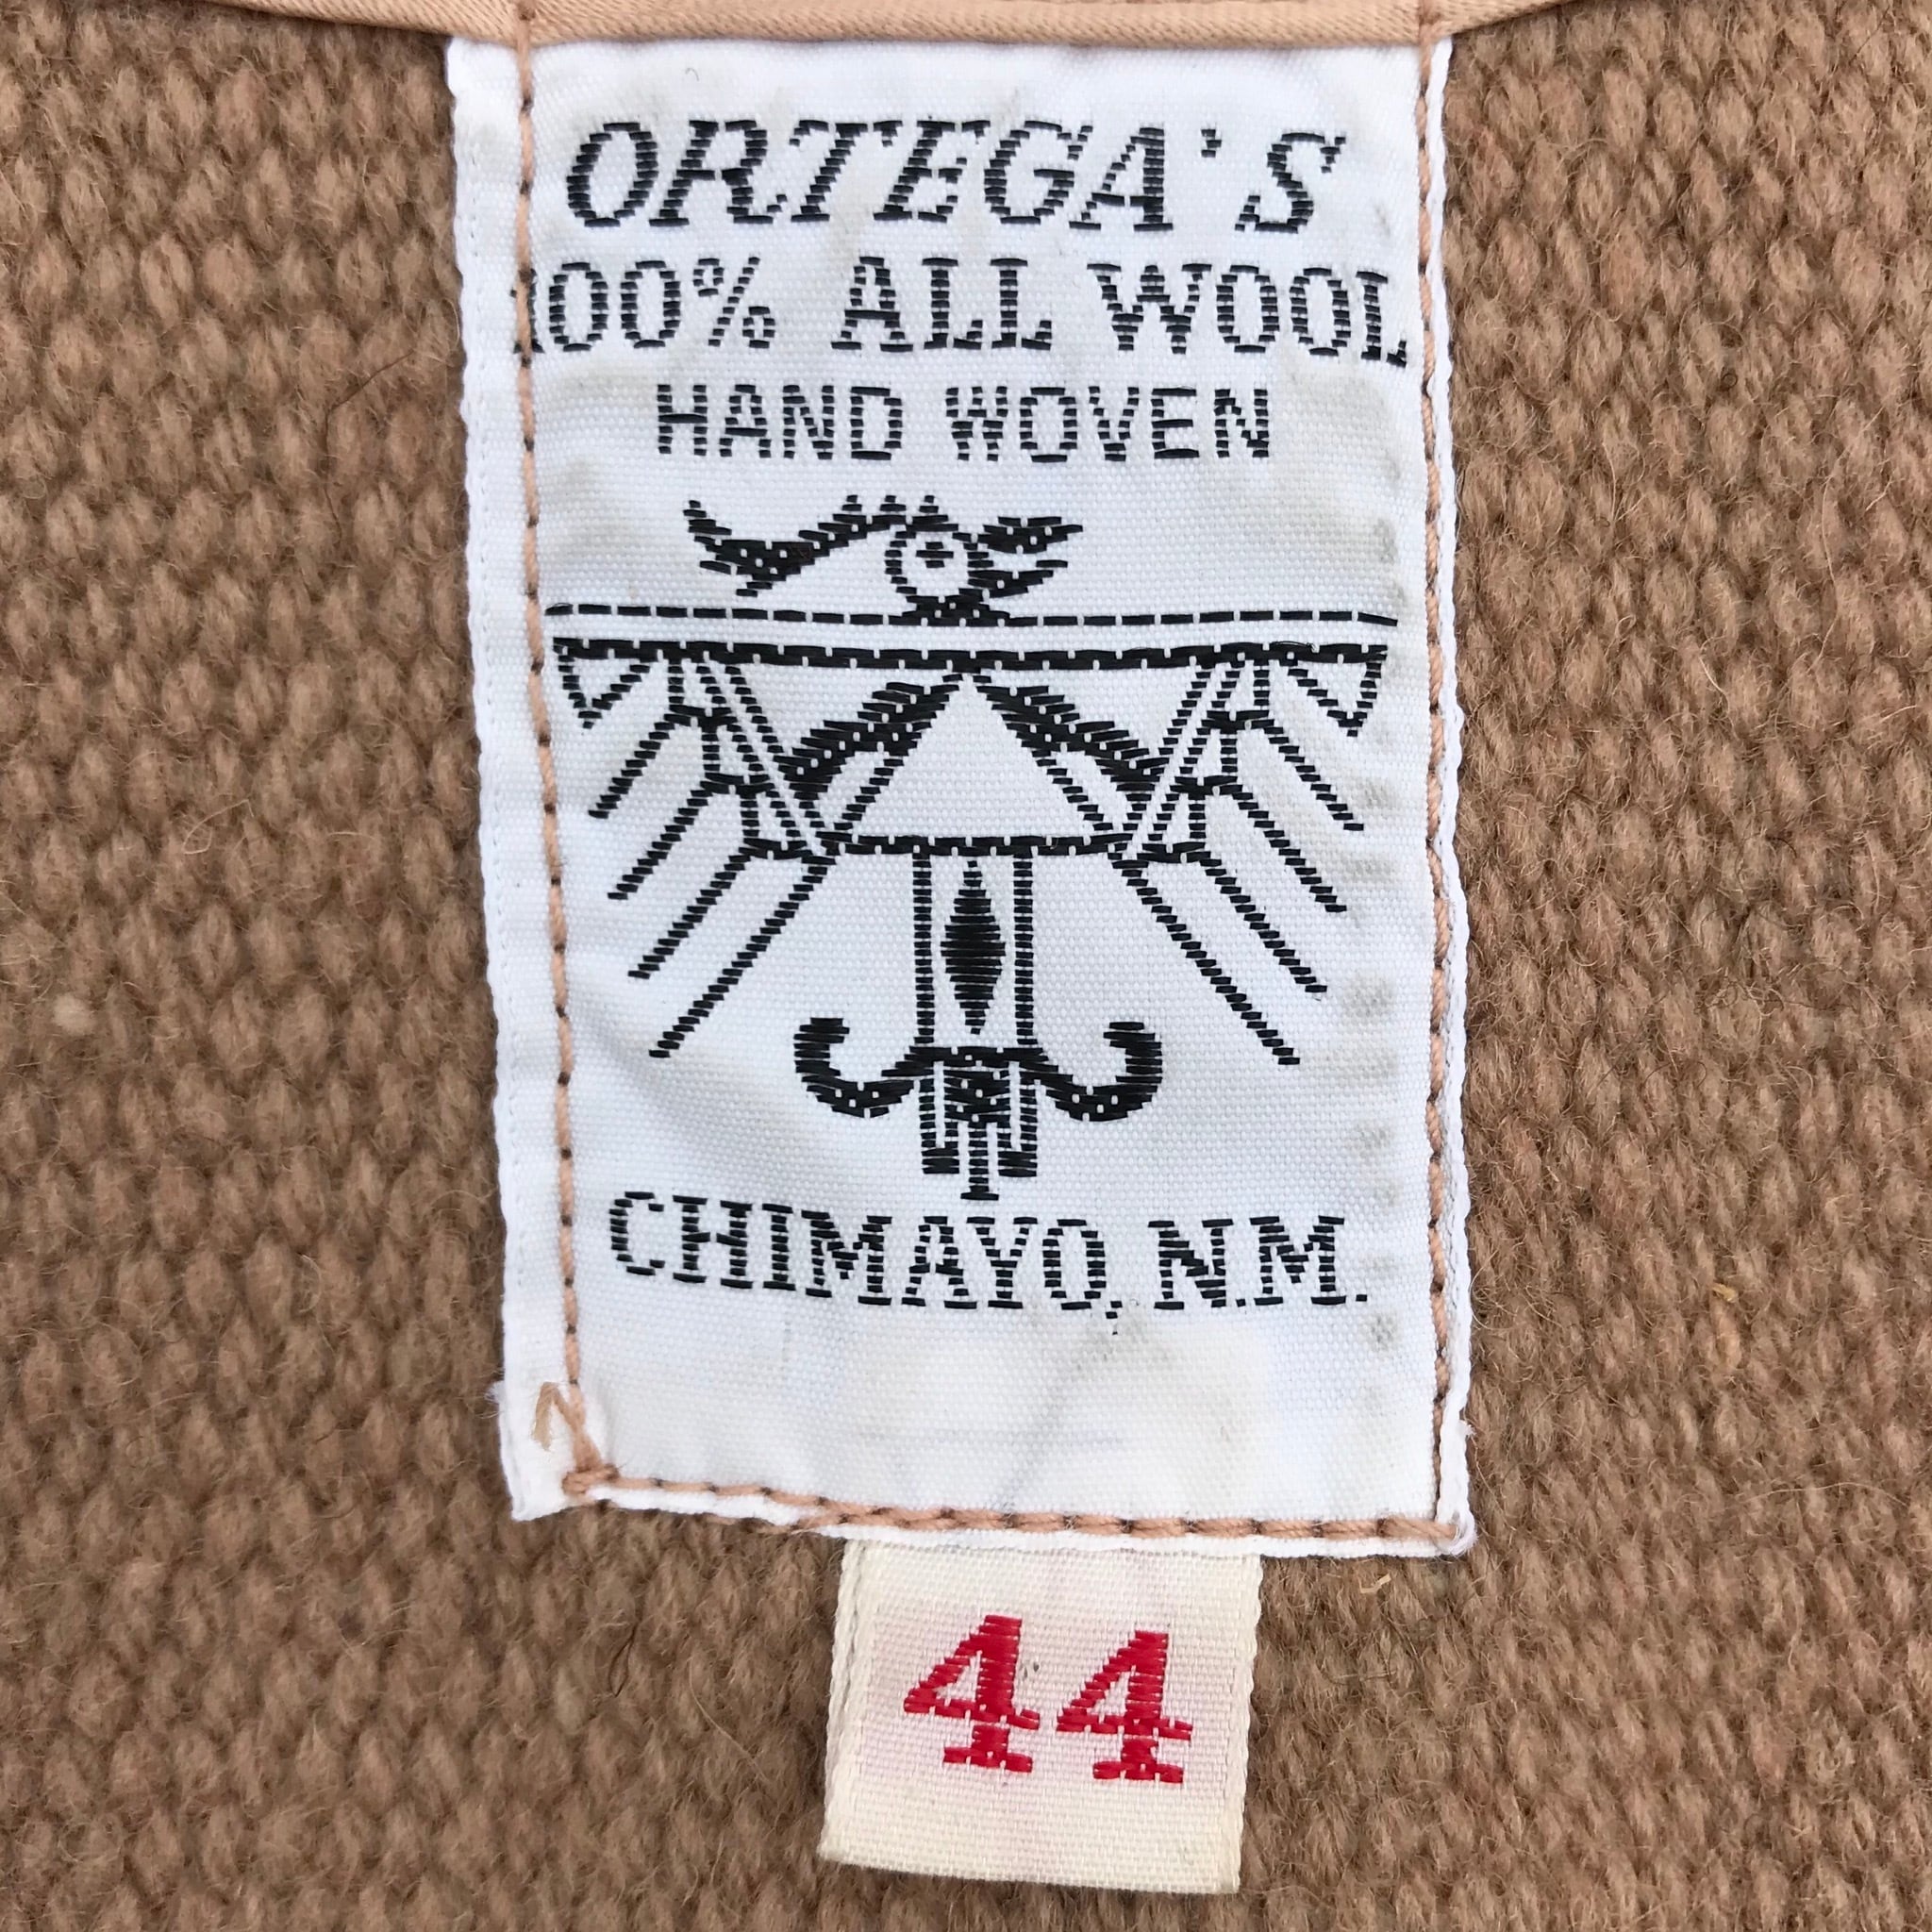 ORTEGA'S
100% ALL WOOL
HAND WOVEN
CHIMAYO, N.M.
44